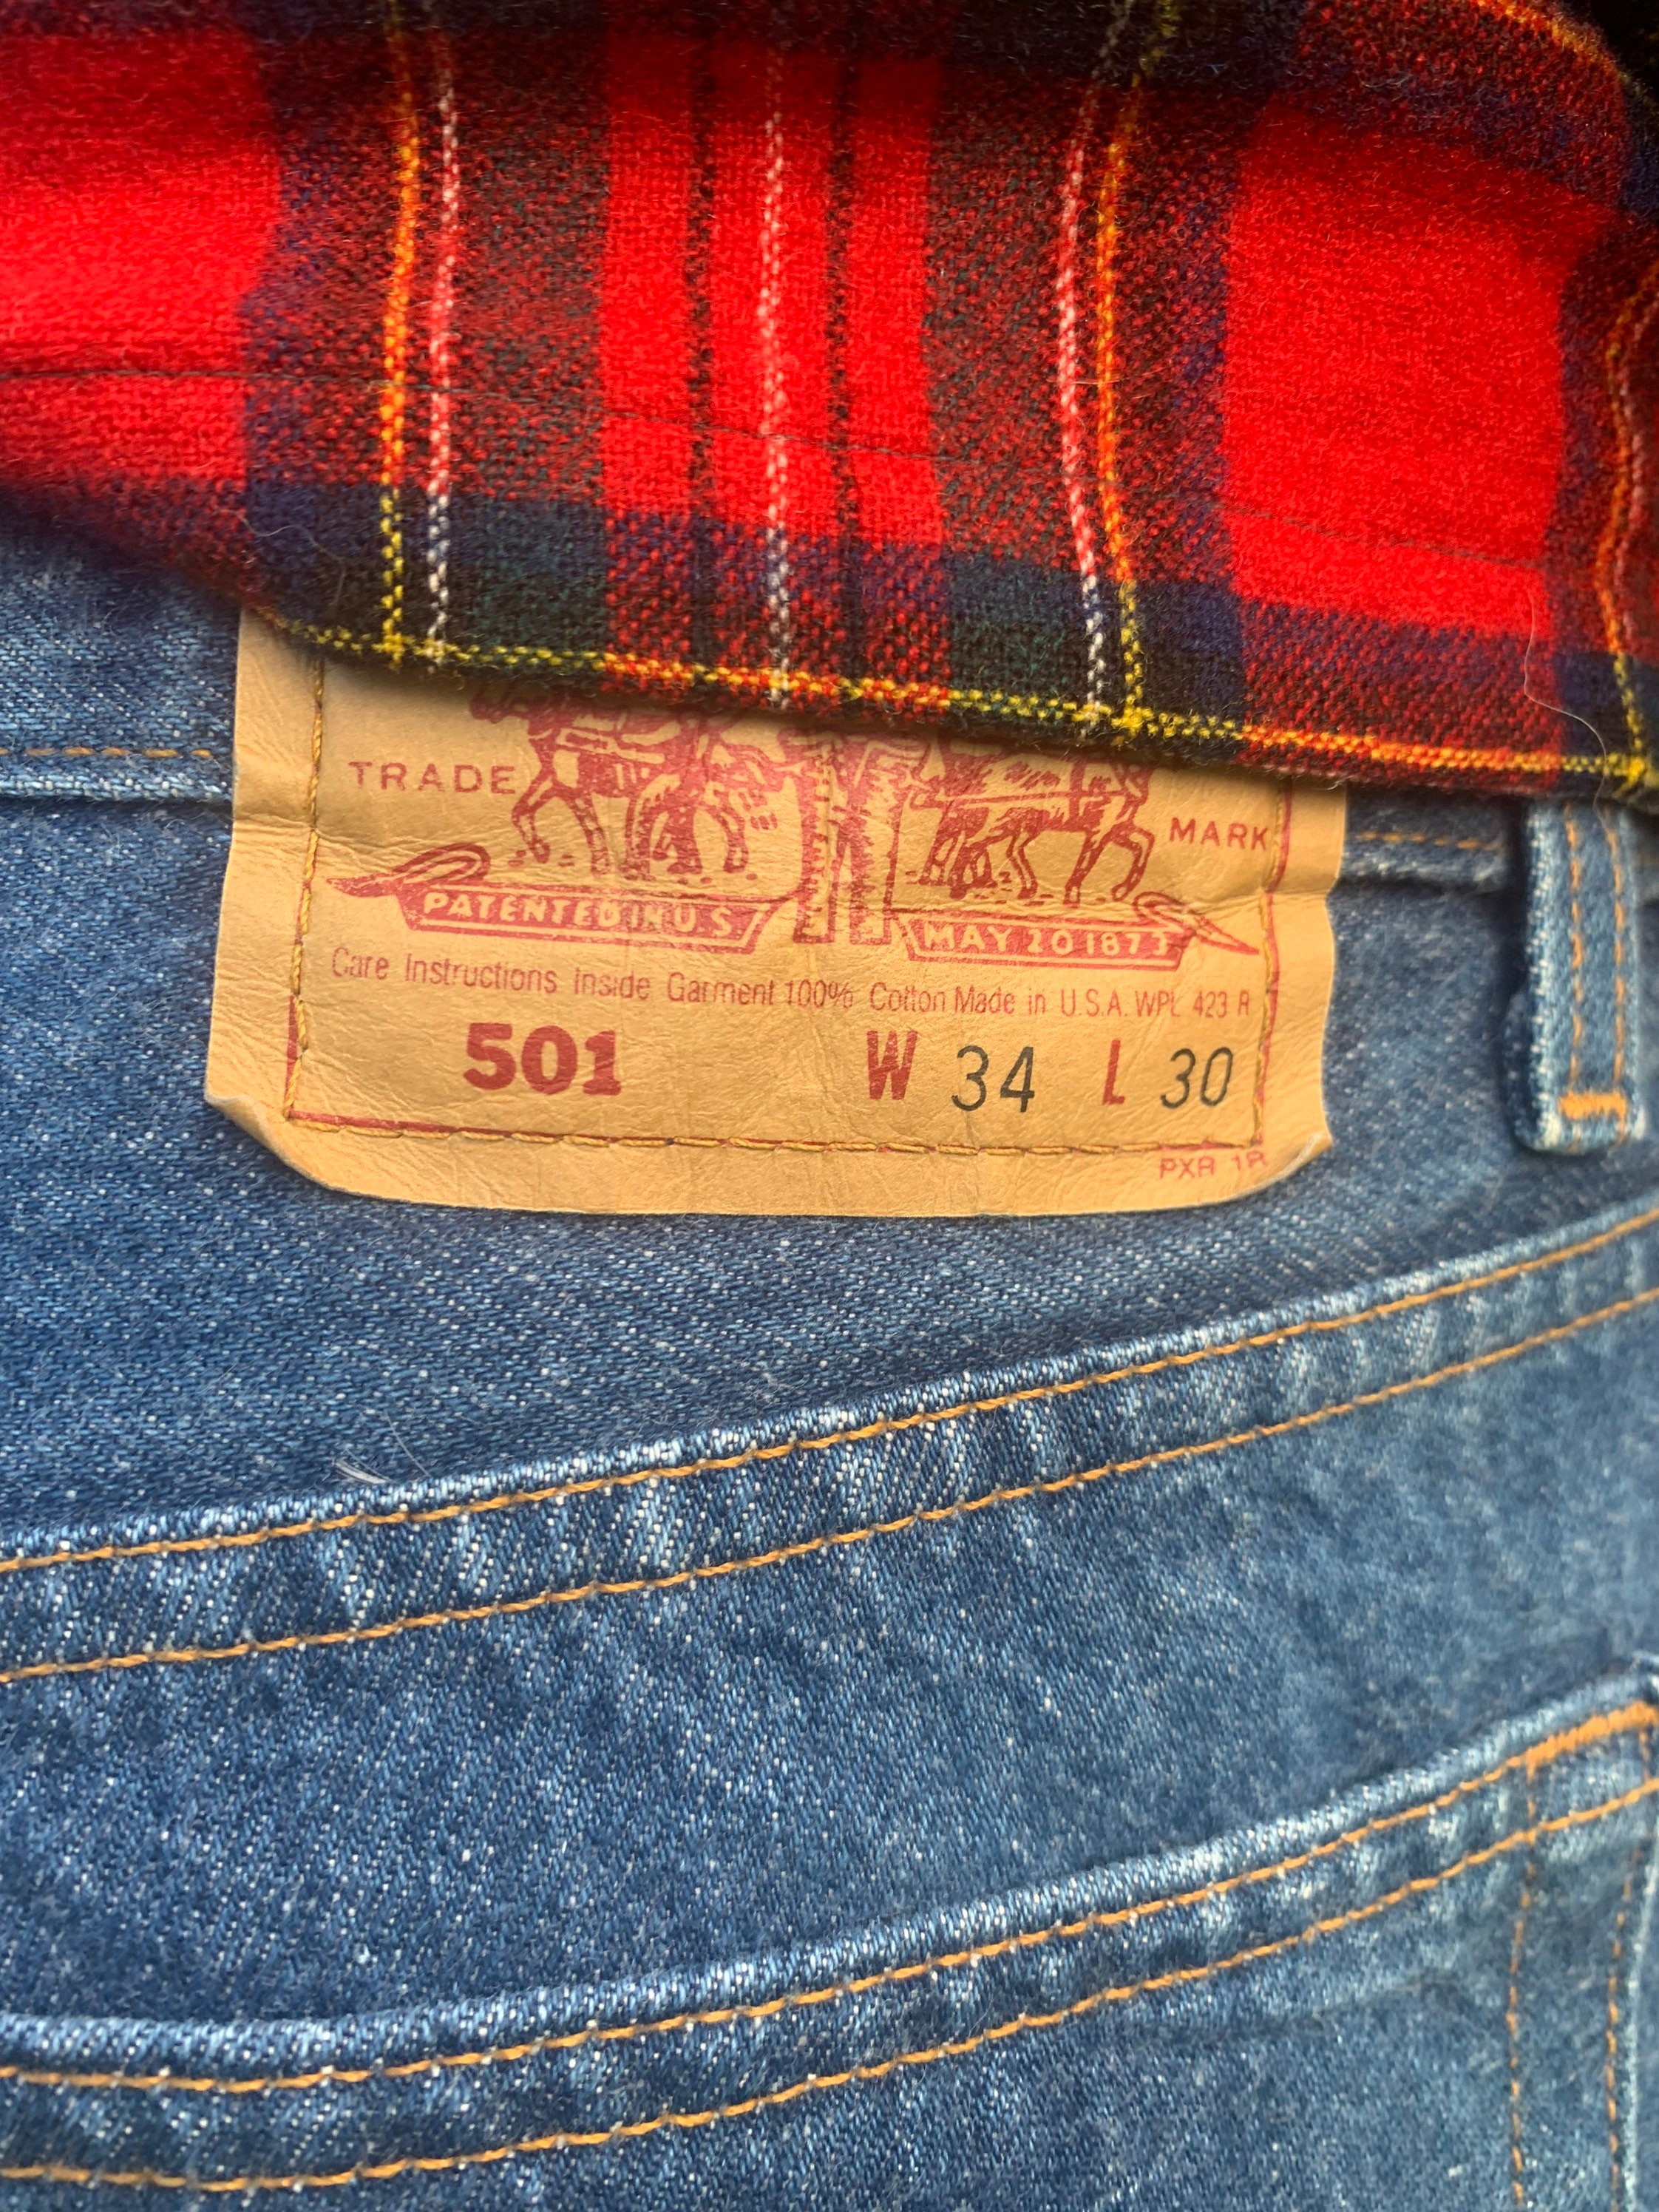 TRADE MARK
PATENTED IN U.S. MAY 20 1873
Care Instructions Inside Garment 100% Cotton Made in U.S.A. WPL 423 R
501 W 34 L 30
PXR 1R